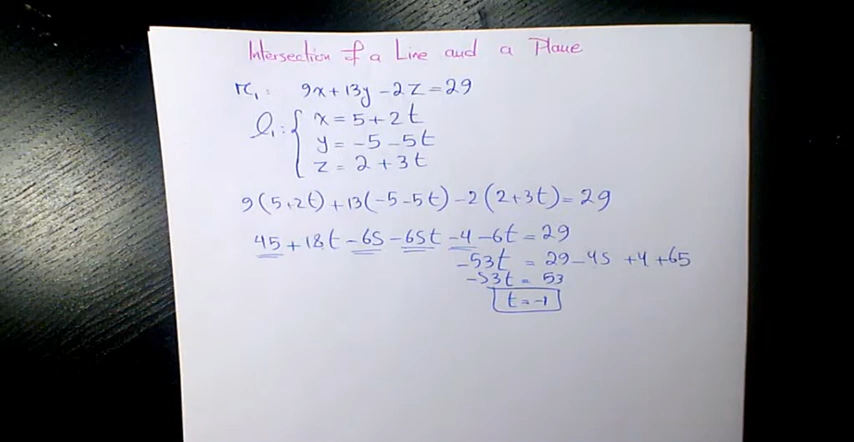 Intersection of a Line and a Plane
π₁: 9x+13y-2z=29
l₁: { x=5+2t
y=-5-5t
z=2+3t
9(5+2t)+13(-5-5t)-2(2+3t)=29
45+18t-65-65t-4-6t=29
-53t = 29-45 +4 +65
-53t = 53
t=-1